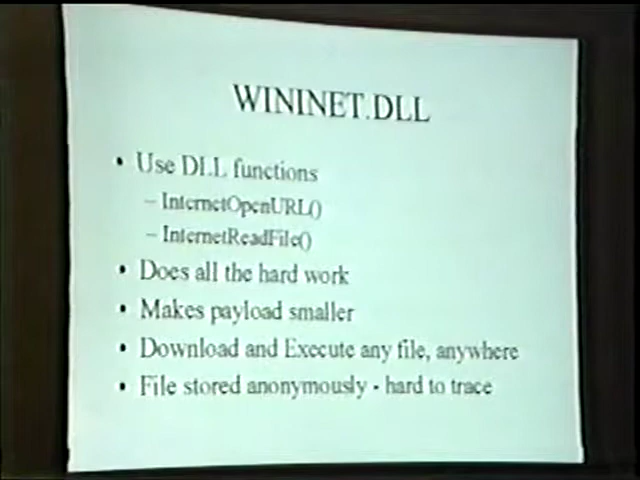 WININET.DLL
• Use DLL functions
– InternetOpenURL()
– InternetReadFile()
• Does all the hard work
• Makes payload smaller
• Download and Execute any file, anywhere
• File stored anonymously - hard to trace